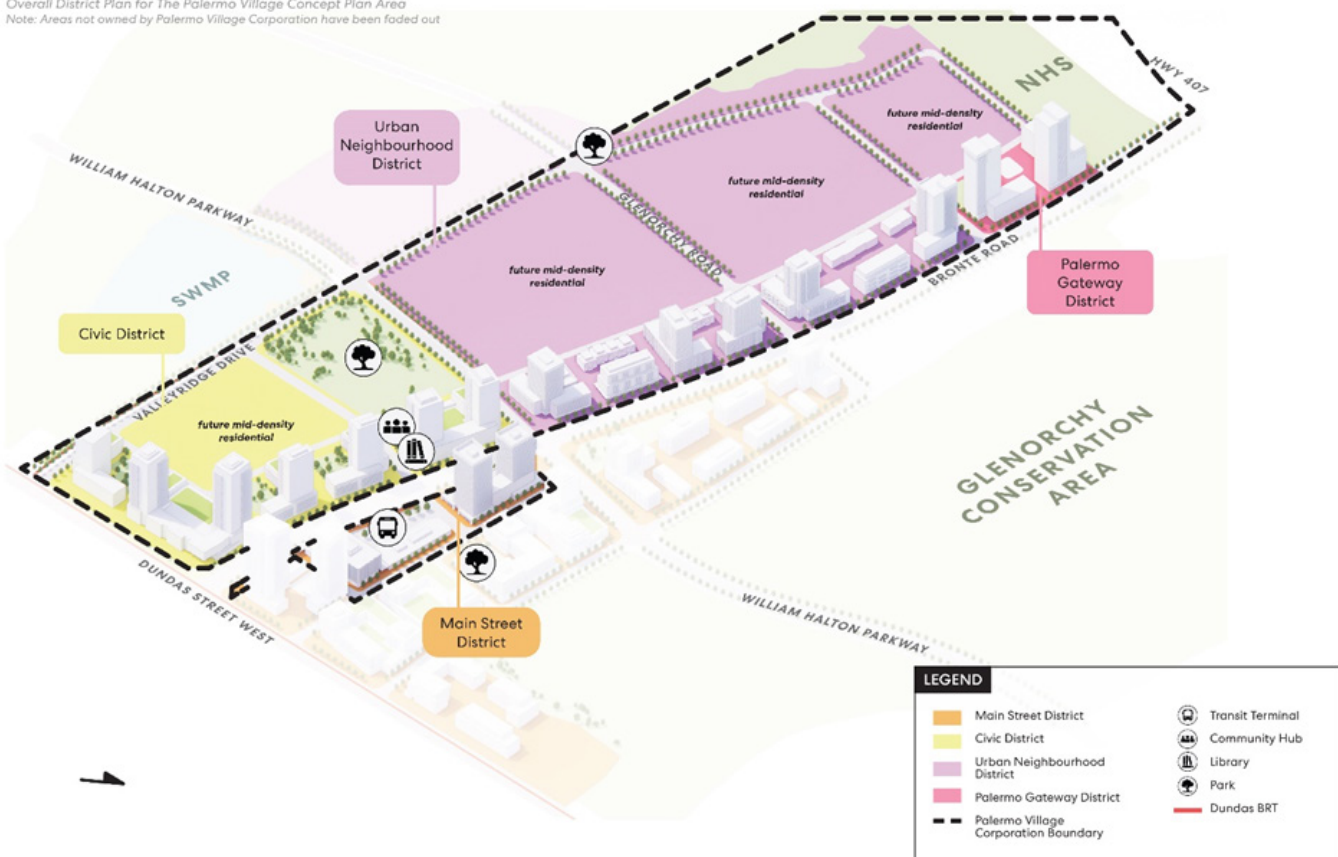 Overall District Plan for The Palermo Village Concept Plan Area
Note: Areas not owned by Palermo Village Corporation have been faded out
HWY 407
NHS
Urban
Neighbourhood
District
future mid-density
residential
WILLIAM HALTON PARKWAY
future mid-density
residential
GLENORCHY ROAD
BRONTE ROAD
future mid-density
residential
Palermo
Gateway
District
SWMP
Civic District
VALLEYRIDGE DRIVE
future mid-density
residential
GLENORCHY
CONSERVATION
AREA
DUNDAS STREET WEST
WILLIAM HALTON PARKWAY
Main Street
District
LEGEND
Main Street District
Civic District
Urban Neighbourhood
District
Palermo Gateway District
Palermo Village
Corporation Boundary
Transit Terminal
Community Hub
Library
Park
Dundas BRT